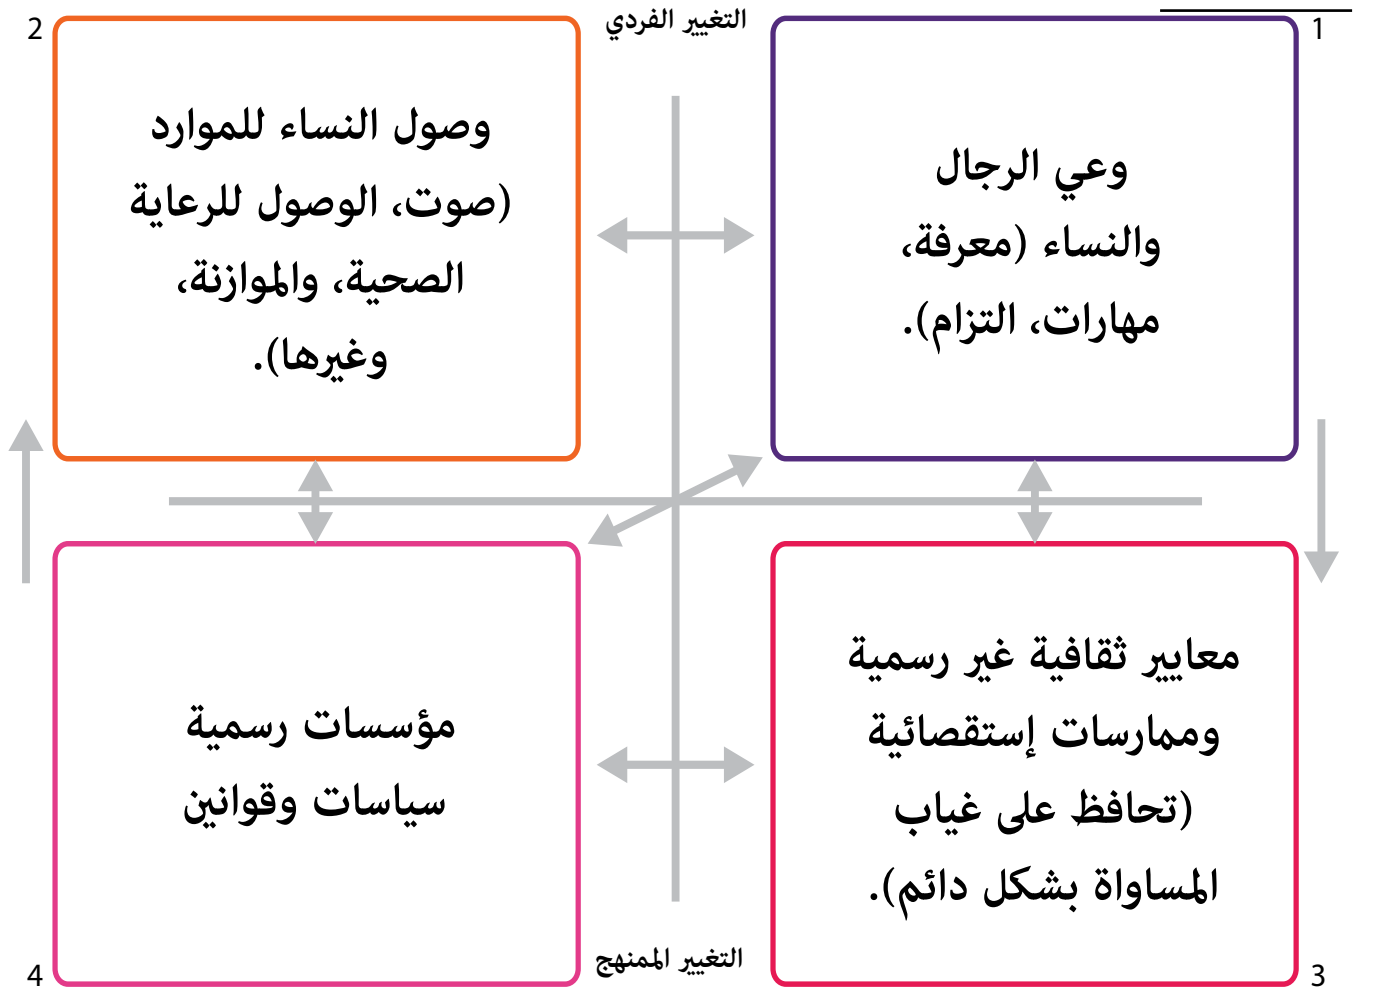 التغيير الفردي
1
وعي الرجال
والنساء (معرفة،
مهارات، التزام).
2
وصول النساء للموارد
(صوت، الوصول للرعاية
الصحية، والموازنة،
وغيرها).
3
معايير ثقافية غير رسمية
وممارسات إستقصائية
(تحافظ على غياب
المساواة بشكل دائم).
4
مؤسسات رسمية
سياسات وقوانين
التغيير الممنهج